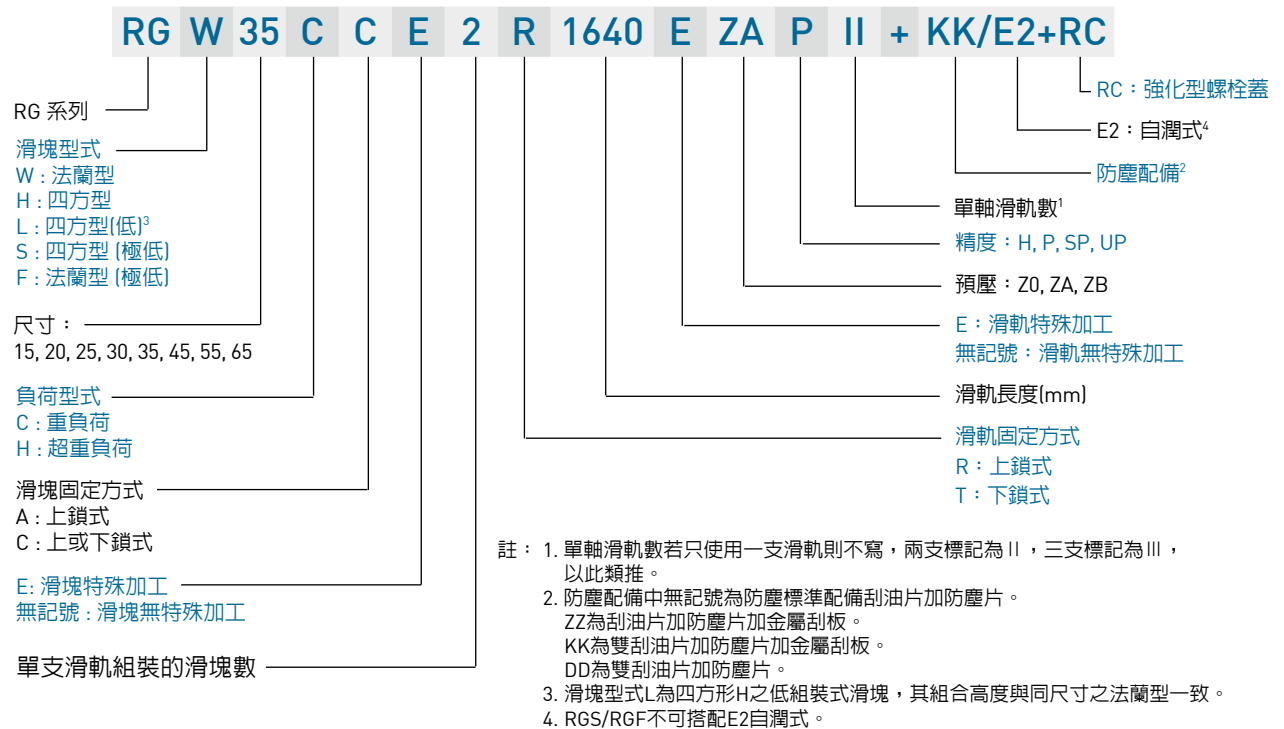 RG W 35 C C E 2 R 1640 E ZA P II + KK/E2+RC
RG 系列
滑塊型式
W : 法蘭型
H : 四方型
L : 四方型(低)3
S : 四方型 (極低)
F : 法蘭型 (極低)
尺寸：
15, 20, 25, 30, 35, 45, 55, 65
負荷型式
C : 重負荷
H : 超重負荷
滑塊固定方式
A : 上鎖式
C : 上或下鎖式
E: 滑塊特殊加工
無記號 : 滑塊無特殊加工
單支滑軌組裝的滑塊數
RC：強化型螺栓蓋
E2：自潤式4
防塵配備2
單軸滑軌數1
精度：H, P, SP, UP
預壓：Z0, ZA, ZB
E：滑軌特殊加工
無記號：滑軌無特殊加工
滑軌長度(mm)
滑軌固定方式
R：上鎖式
T：下鎖式
註： 1. 單軸滑軌數若只使用一支滑軌則不寫，兩支標記為Ⅱ，三支標記為Ⅲ，
以此類推。
2. 防塵配備中無記號為防塵標準配備刮油片加防塵片。
ZZ為刮油片加防塵片加金屬刮板。
KK為雙刮油片加防塵片加金屬刮板。
DD為雙刮油片加防塵片。
3. 滑塊型式L為四方形H之低組裝式滑塊，其組合高度與同尺寸之法蘭型一致。
4. RGS/RGF不可搭配E2自潤式。